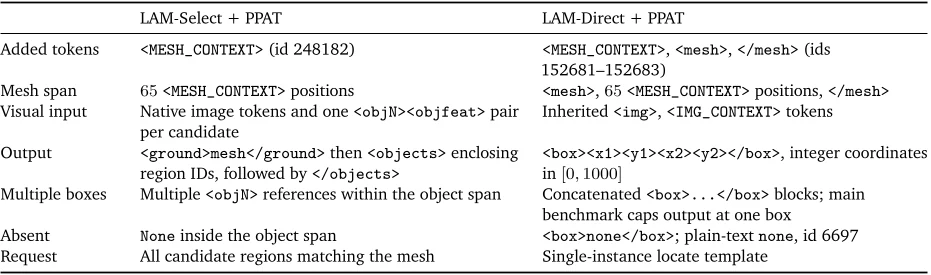 LAM-Select + PPAT LAM-Direct + PPAT
Added tokens <MESH_CONTEXT> (id 248182) <MESH_CONTEXT>, <mesh>, </mesh> (ids
152681–152683)
Mesh span 65 <MESH_CONTEXT> positions <mesh>, 65 <MESH_CONTEXT> positions, </mesh>
Visual input Native image tokens and one <objN><objfeat> pair Inherited <img>, <IMG_CONTEXT> tokens
per candidate
Output <ground>mesh</ground> then <objects> enclosing <box><x1><y1><x2><y2></box>, integer coordinates
region IDs, followed by </objects> in [0, 1000]
Multiple boxes Multiple <objN> references within the object span Concatenated <box>...</box> blocks; main
benchmark caps output at one box
Absent None inside the object span <box>none</box>; plain-text none, id 6697
Request All candidate regions matching the mesh Single-instance locate template